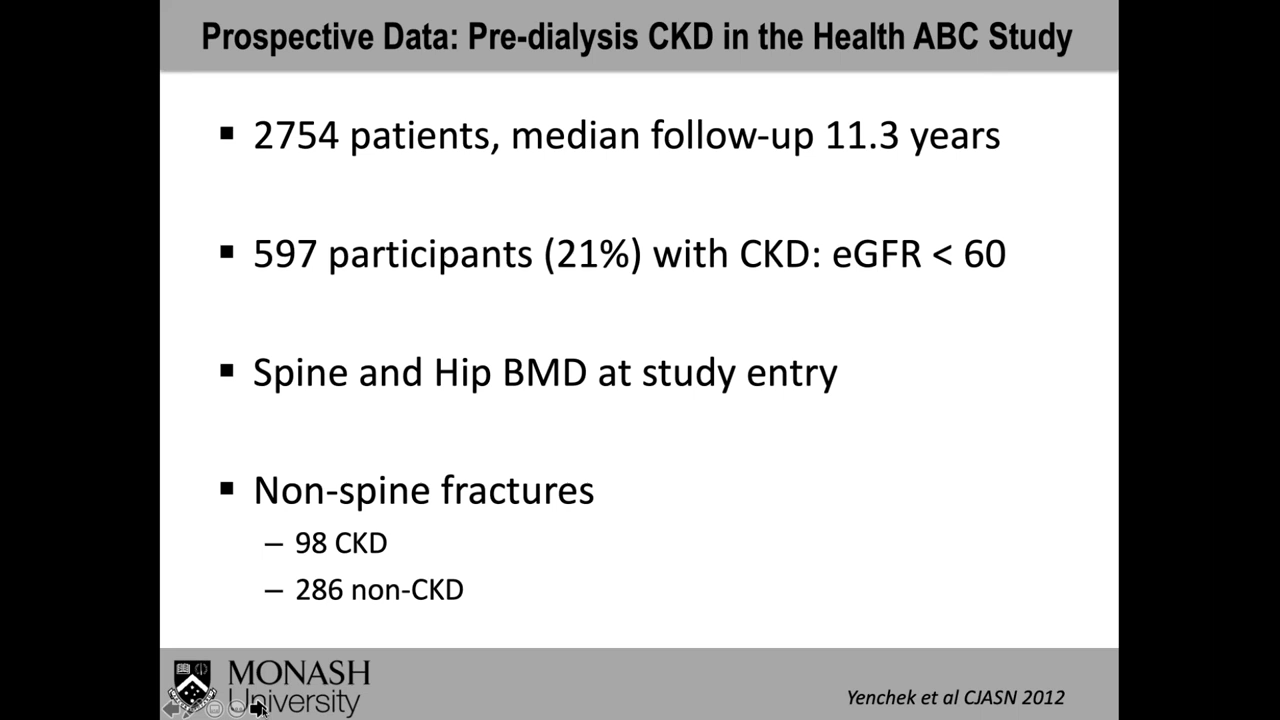 Prospective Data: Pre-dialysis CKD in the Health ABC Study
▪ 2754 patients, median follow-up 11.3 years
▪ 597 participants (21%) with CKD: eGFR < 60
▪ Spine and Hip BMD at study entry
▪ Non-spine fractures
– 98 CKD
– 286 non-CKD
MONASH
University
Yenchek et al CJASN 2012